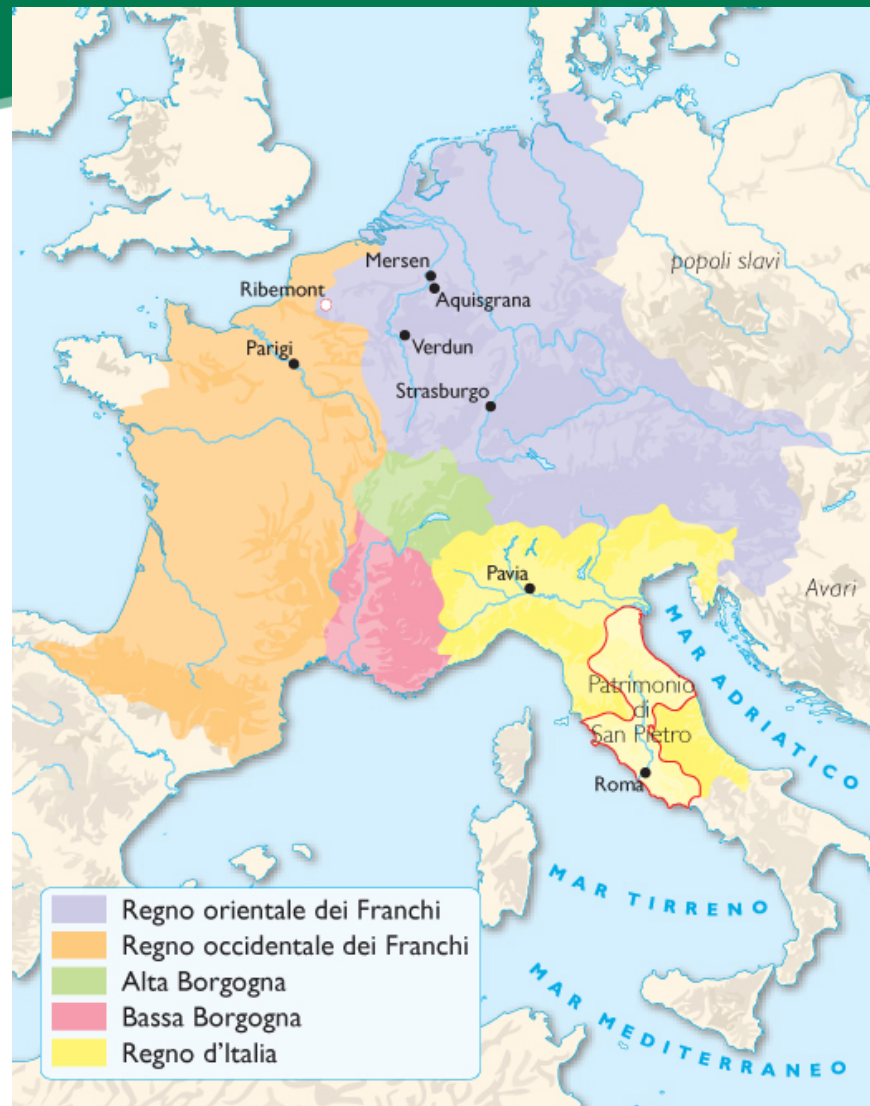 popoli slavi
Mersen
Ribemont
Aquisgrana
Parigi
Verdun
Strasburgo
Pavia
Avari
MAR ADRIATICO
Patrimonio
di
San Pietro
Roma
MAR TIRRENO
MAR MEDITERRANEO
Regno orientale dei Franchi
Regno occidentale dei Franchi
Alta Borgogna
Bassa Borgogna
Regno d'Italia